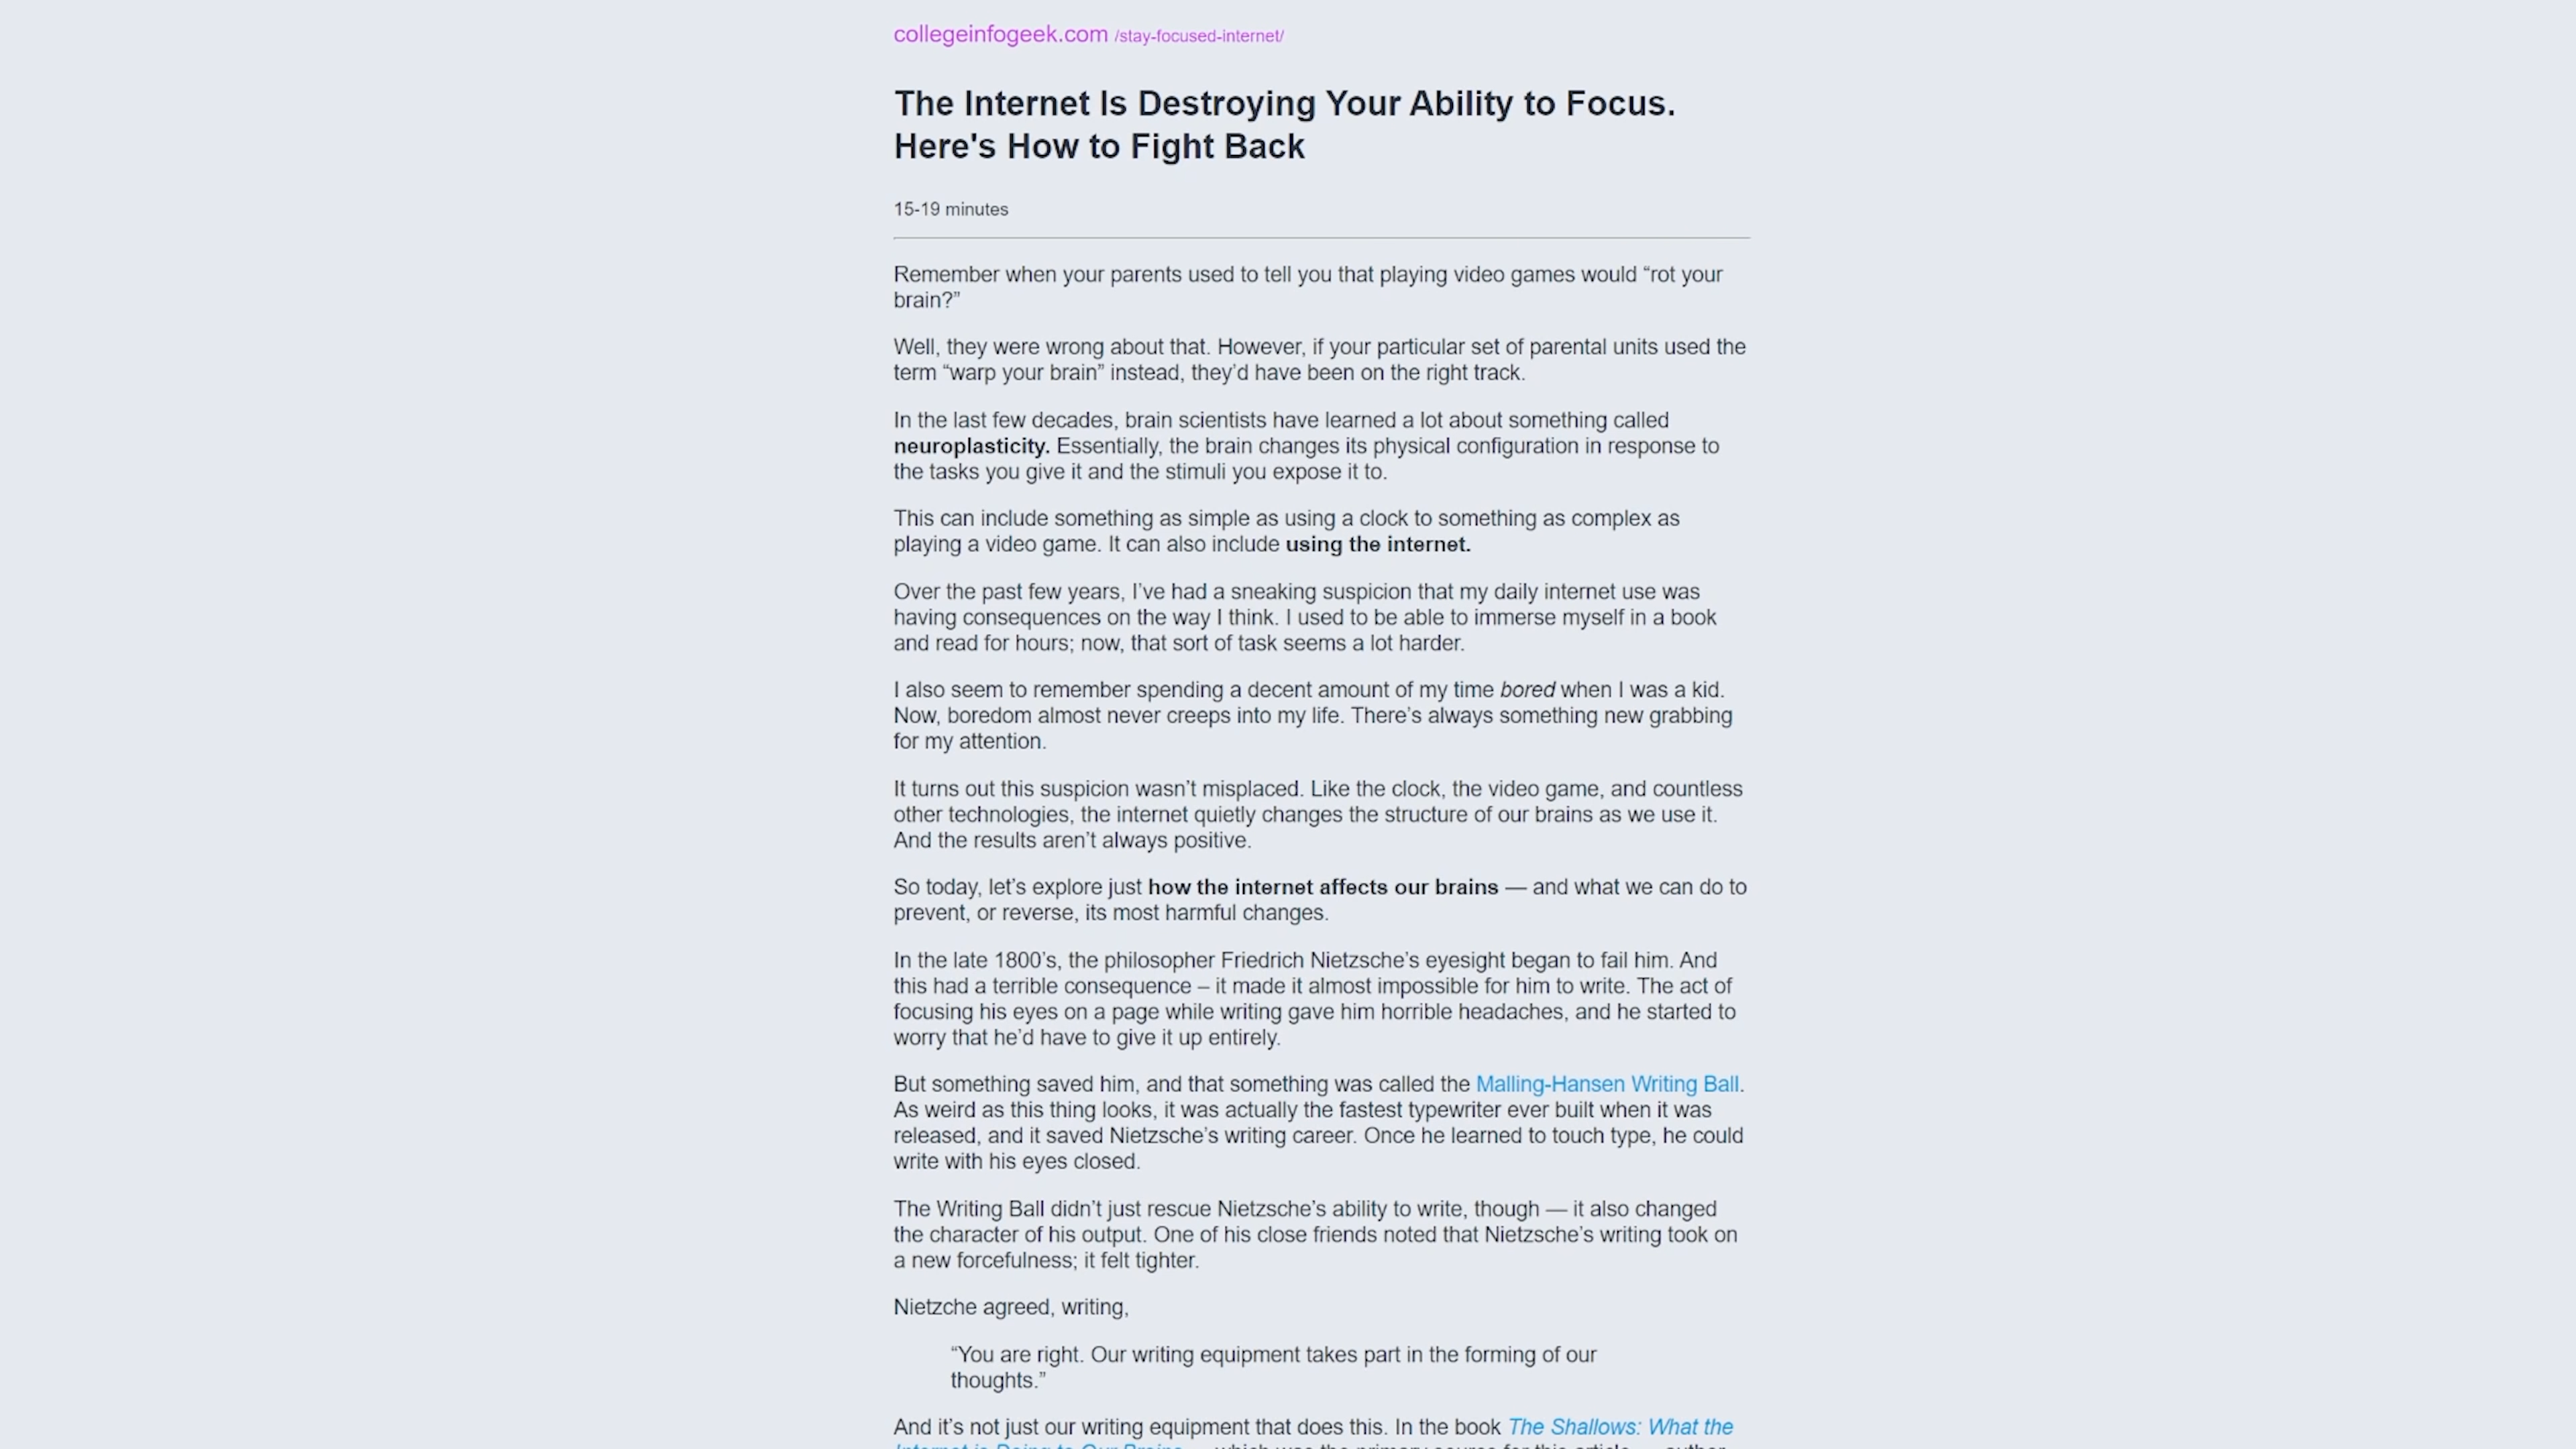 collegeinfogeek.com /stay-focused-internet/
The Internet Is Destroying Your Ability to Focus.
Here's How to Fight Back
15-19 minutes
Remember when your parents used to tell you that playing video games would “rot your
brain?”
Well, they were wrong about that. However, if your particular set of parental units used the
term “warp your brain” instead, they’d have been on the right track.
In the last few decades, brain scientists have learned a lot about something called
neuroplasticity. Essentially, the brain changes its physical configuration in response to
the tasks you give it and the stimuli you expose it to.
This can include something as simple as using a clock to something as complex as
playing a video game. It can also include using the internet.
Over the past few years, I’ve had a sneaking suspicion that my daily internet use was
having consequences on the way I think. I used to be able to immerse myself in a book
and read for hours; now, that sort of task seems a lot harder.
I also seem to remember spending a decent amount of my time bored when I was a kid.
Now, boredom almost never creeps into my life. There’s always something new grabbing
for my attention.
It turns out this suspicion wasn’t misplaced. Like the clock, the video game, and countless
other technologies, the internet quietly changes the structure of our brains as we use it.
And the results aren’t always positive.
So today, let’s explore just how the internet affects our brains — and what we can do to
prevent, or reverse, its most harmful changes.
In the late 1800’s, the philosopher Friedrich Nietzsche’s eyesight began to fail him. And
this had a terrible consequence – it made it almost impossible for him to write. The act of
focusing his eyes on a page while writing gave him horrible headaches, and he started to
worry that he’d have to give it up entirely.
But something saved him, and that something was called the Malling-Hansen Writing Ball.
As weird as this thing looks, it was actually the fastest typewriter ever built when it was
released, and it saved Nietzsche’s writing career. Once he learned to touch type, he could
write with his eyes closed.
The Writing Ball didn’t just rescue Nietzsche’s ability to write, though — it also changed
the character of his output. One of his close friends noted that Nietzsche’s writing took on
a new forcefulness; it felt tighter.
Nietzche agreed, writing,
“You are right. Our writing equipment takes part in the forming of our
thoughts.”
And it’s not just our writing equipment that does this. In the book The Shallows: What the
Internet is Doing to Our Brains — which was the primary source for this article — author